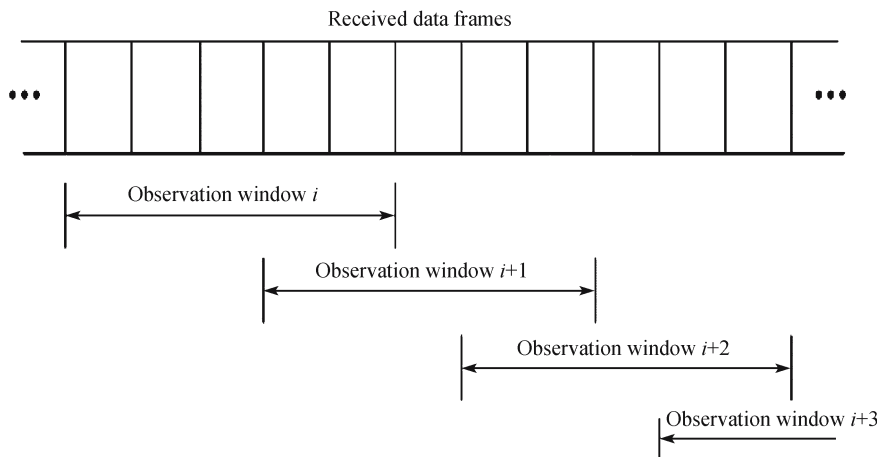 Received data frames
Observation window i
Observation window i+1
Observation window i+2
Observation window i+3